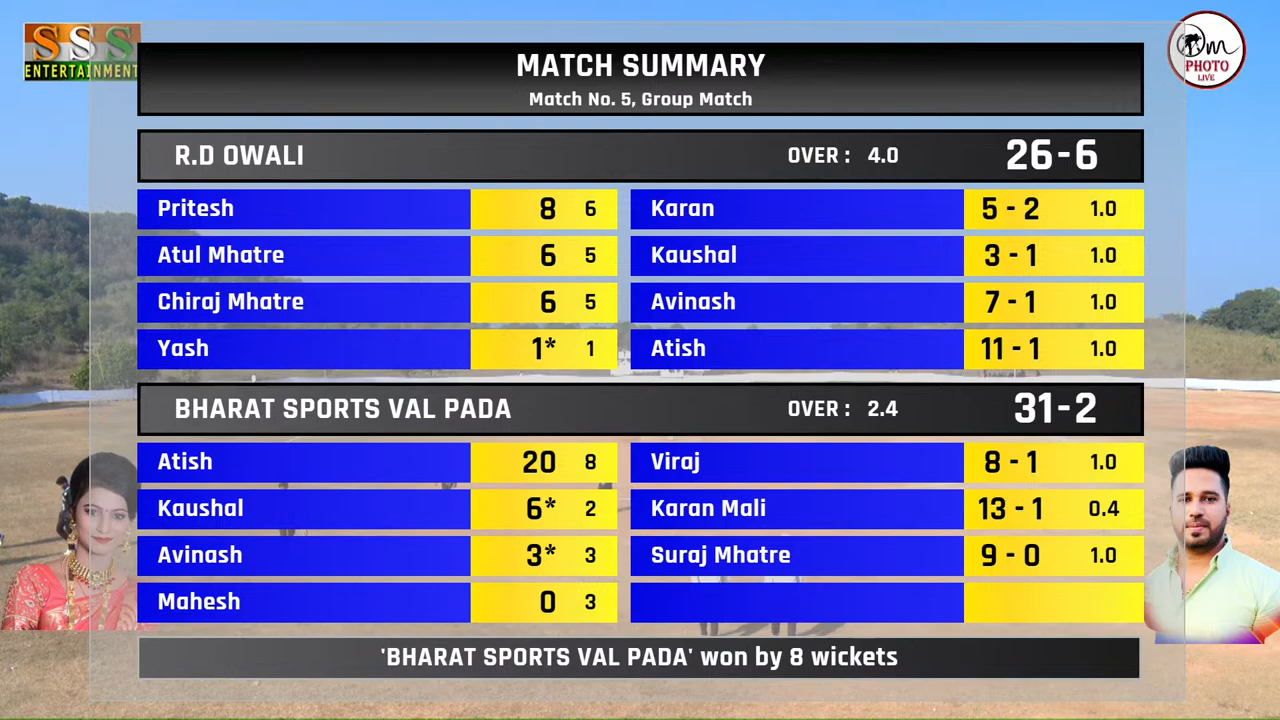 SSS
ENTERTAINMENT
Dm
PHOTO
LIVE
MATCH SUMMARY
Match No. 5, Group Match
R.D OWALI OVER : 4.0 26-6
Pritesh 8 6 Karan 5 - 2 1.0
Atul Mhatre 6 5 Kaushal 3 - 1 1.0
Chiraj Mhatre 6 5 Avinash 7 - 1 1.0
Yash 1* 1 Atish 11 - 1 1.0
BHARAT SPORTS VAL PADA OVER : 2.4 31-2
Atish 20 8 Viraj 8 - 1 1.0
Kaushal 6* 2 Karan Mali 13 - 1 0.4
Avinash 3* 3 Suraj Mhatre 9 - 0 1.0
Mahesh 0 3
'BHARAT SPORTS VAL PADA' won by 8 wickets